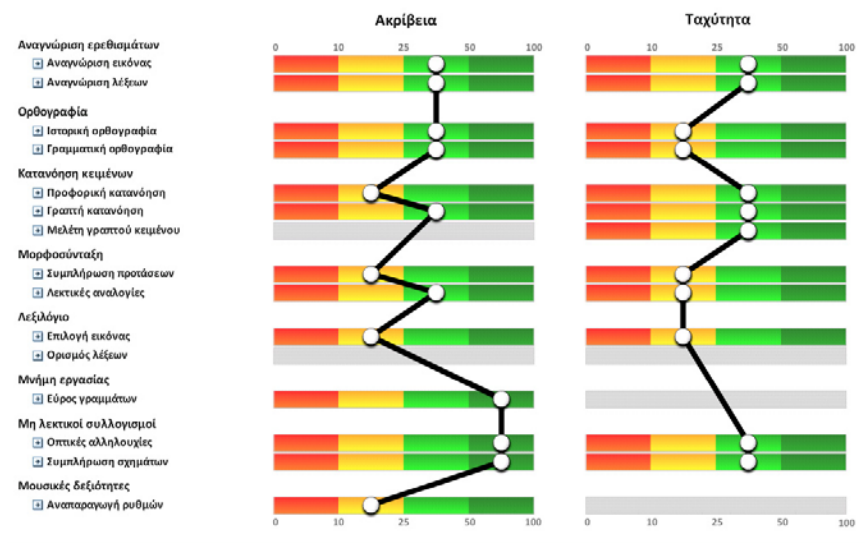 Ακρίβεια Ταχύτητα
Αναγνώριση ερεθισμάτων 0 10 25 50 100 0 10 25 50 100
Αναγνώριση εικόνας
Αναγνώριση λέξεων
Ορθογραφία
Ιστορική ορθογραφία
Γραμματική ορθογραφία
Κατανόηση κειμένων
Προφορική κατανόηση
Γραπτή κατανόηση
Μελέτη γραπτού κειμένου
Μορφοσύνταξη
Συμπλήρωση προτάσεων
Λεκτικές αναλογίες
Λεξιλόγιο
Επιλογή εικόνας
Ορισμός λέξεων
Μνήμη εργασίας
Εύρος γραμμάτων
Μη λεκτικοί συλλογισμοί
Οπτικές αλληλουχίες
Συμπλήρωση σχημάτων
Μουσικές δεξιότητες
Αναπαραγωγή ρυθμών
0 10 25 50 100 0 10 25 50 100